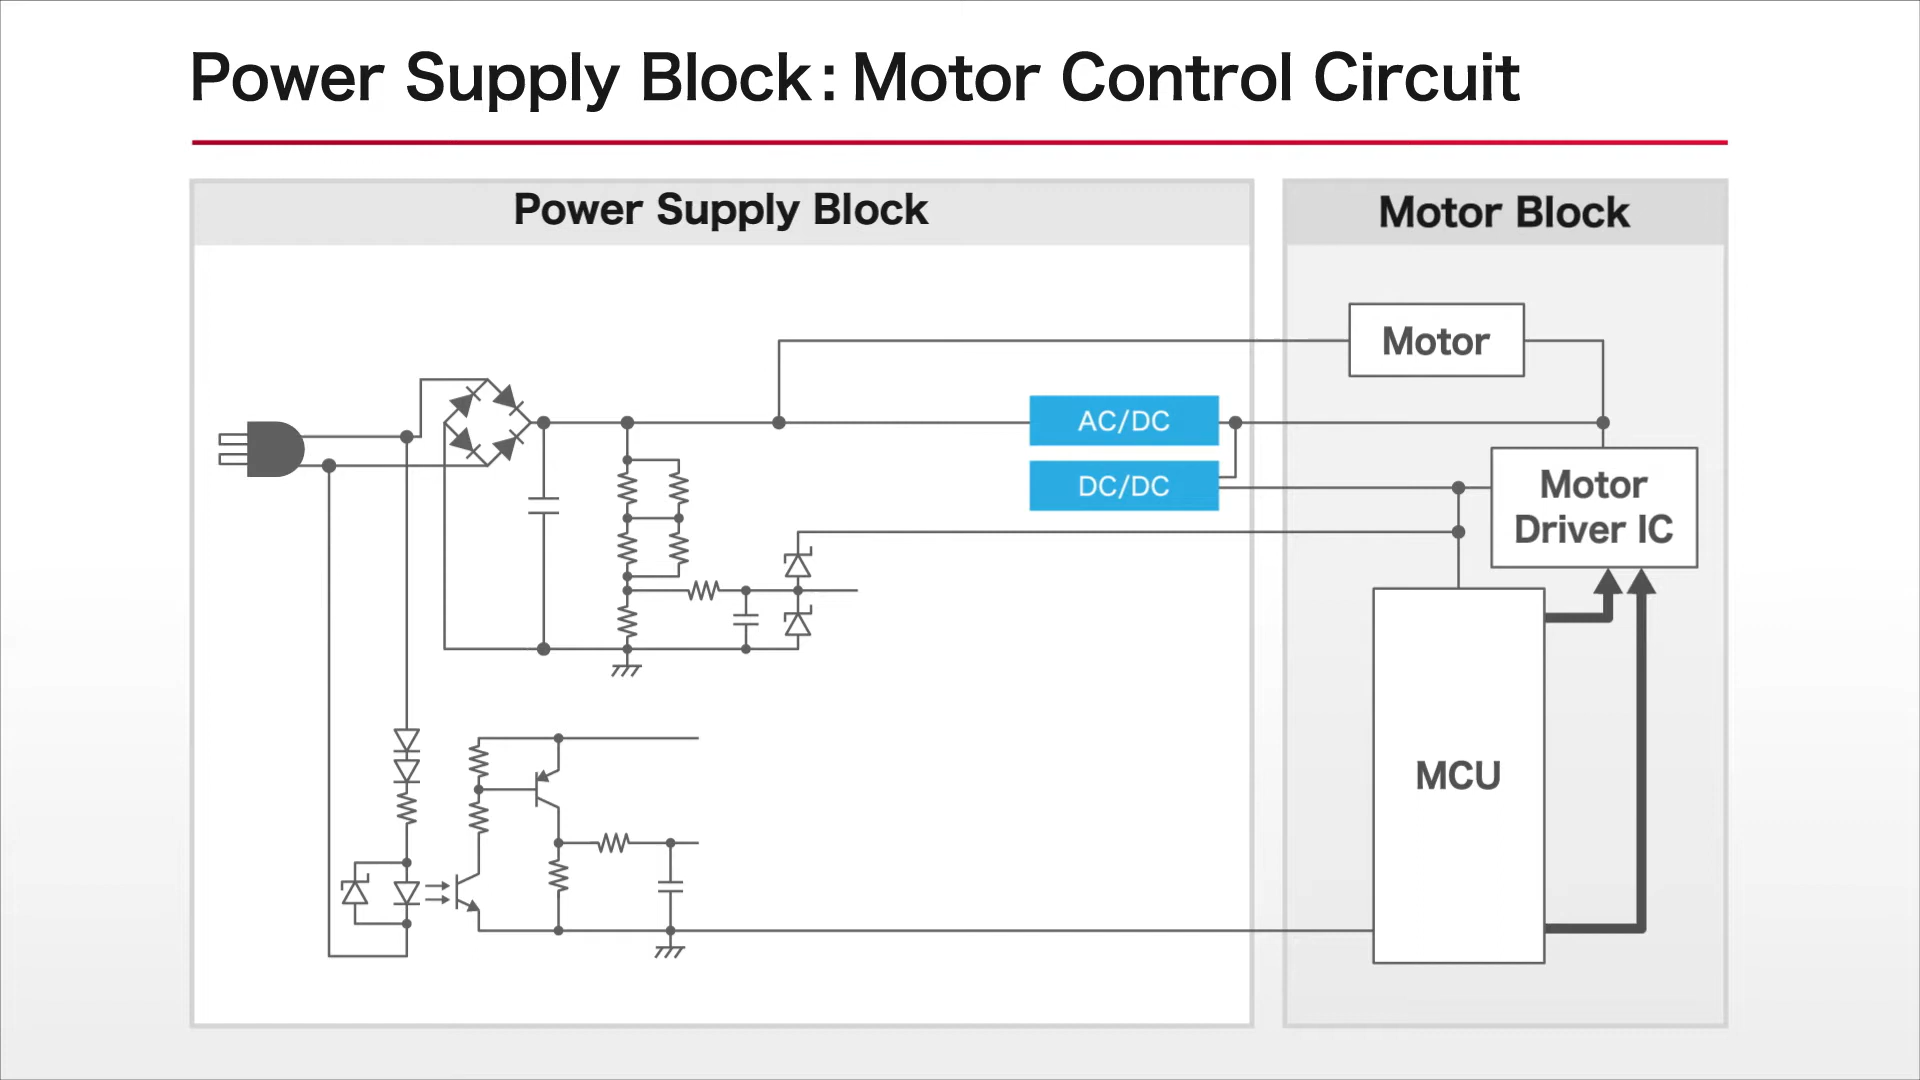 Power Supply Block: Motor Control Circuit
Power Supply Block
Motor Block
Motor
AC/DC
DC/DC
Motor
Driver IC
MCU